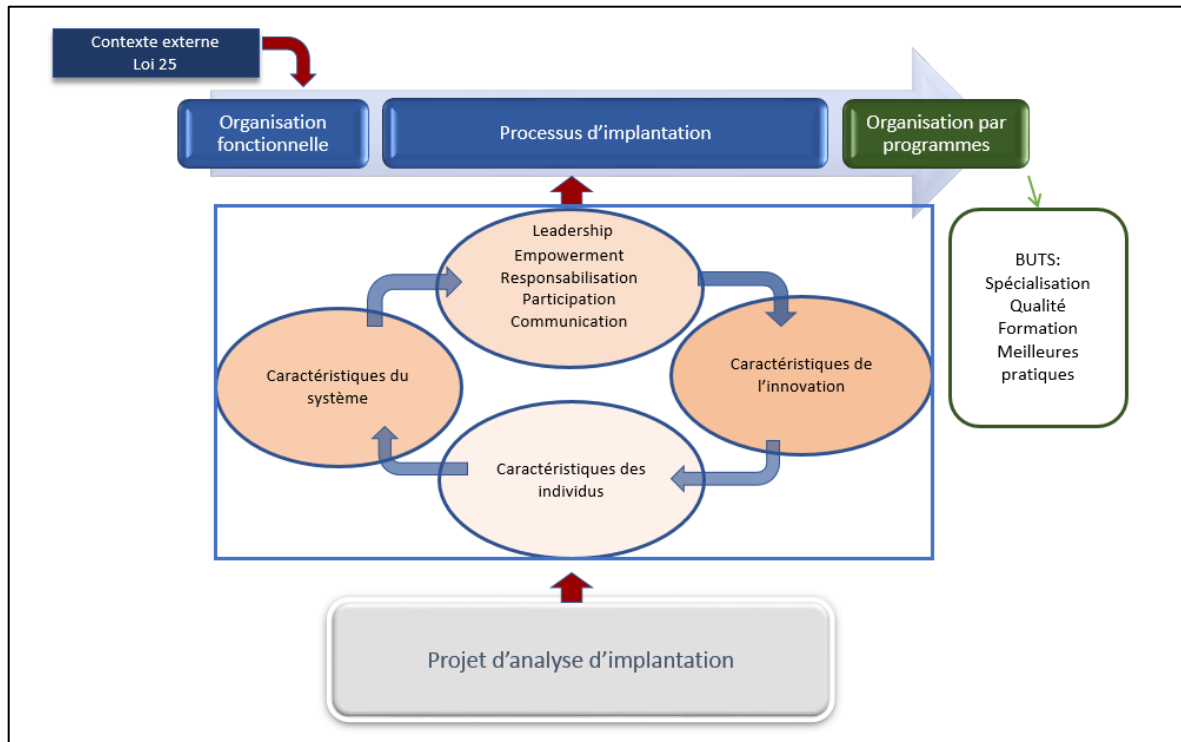 Contexte externe
Loi 25
Organisation
fonctionnelle
Processus d'implantation
Organisation par
programmes
Leadership
Empowerment
Responsabilisation
Participation
Communication
BUTS:
Spécialisation
Qualité
Formation
Meilleures
pratiques
Caractéristiques du
système
Caractéristiques de
l'innovation
Caractéristiques des
individus
Projet d'analyse d'implantation